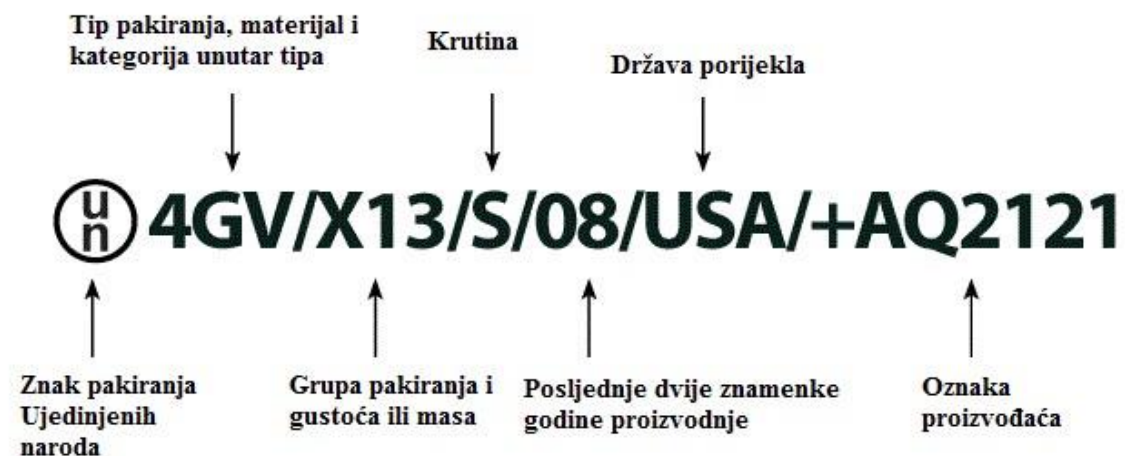 Tip pakiranja, materijal i
kategorija unutar tipa
Krutina
Država porijekla
un 4GV/X13/S/08/USA/+AQ2121
Znak pakiranja
Ujedinjenih
naroda
Grupa pakiranja i
gustoća ili masa
Posljednje dvije znamenke
godine proizvodnje
Oznaka
proizvođaća